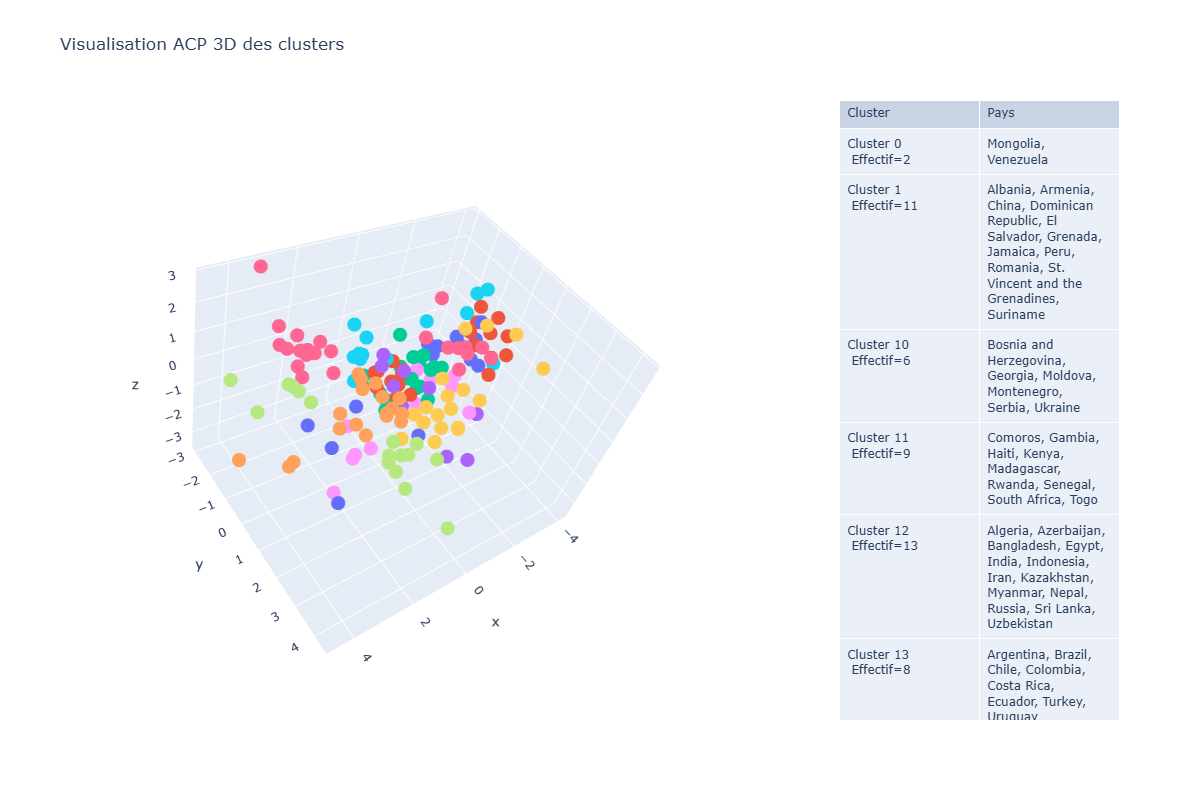 Visualisation ACP 3D des clusters
3
2
1
0
−1
−2
−3
z
−3
−2
−1
0
1
2
3
4
y
4
2
0
−2
−4
x
Cluster
Pays
Cluster 0
Effectif=2
Mongolia,
Venezuela
Cluster 1
Effectif=11
Albania, Armenia,
China, Dominican
Republic, El
Salvador, Grenada,
Jamaica, Peru,
Romania, St.
Vincent and the
Grenadines,
Suriname
Cluster 10
Effectif=6
Bosnia and
Herzegovina,
Georgia, Moldova,
Montenegro,
Serbia, Ukraine
Cluster 11
Effectif=9
Comoros, Gambia,
Haiti, Kenya,
Madagascar,
Rwanda, Senegal,
South Africa, Togo
Cluster 12
Effectif=13
Algeria, Azerbaijan,
Bangladesh, Egypt,
India, Indonesia,
Iran, Kazakhstan,
Myanmar, Nepal,
Russia, Sri Lanka,
Uzbekistan
Cluster 13
Effectif=8
Argentina, Brazil,
Chile, Colombia,
Costa Rica,
Ecuador, Turkey,
Uruguay